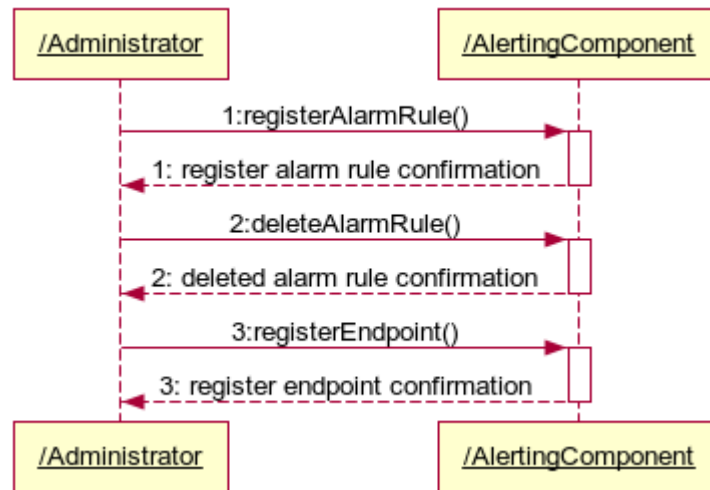 /Administrator
/AlertingComponent
1:registerAlarmRule()
1: register alarm rule confirmation
2:deleteAlarmRule()
2: deleted alarm rule confirmation
3:registerEndpoint()
3: register endpoint confirmation
/Administrator
/AlertingComponent